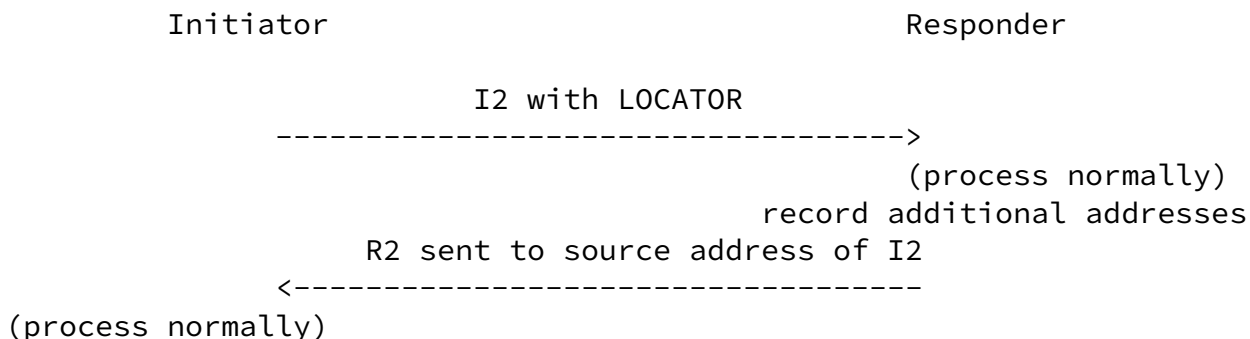 Initiator                                Responder
I2 with LOCATOR
----------------------------------->
(process normally)
record additional addresses
R2 sent to source address of I2
<-----------------------------------
(process normally)